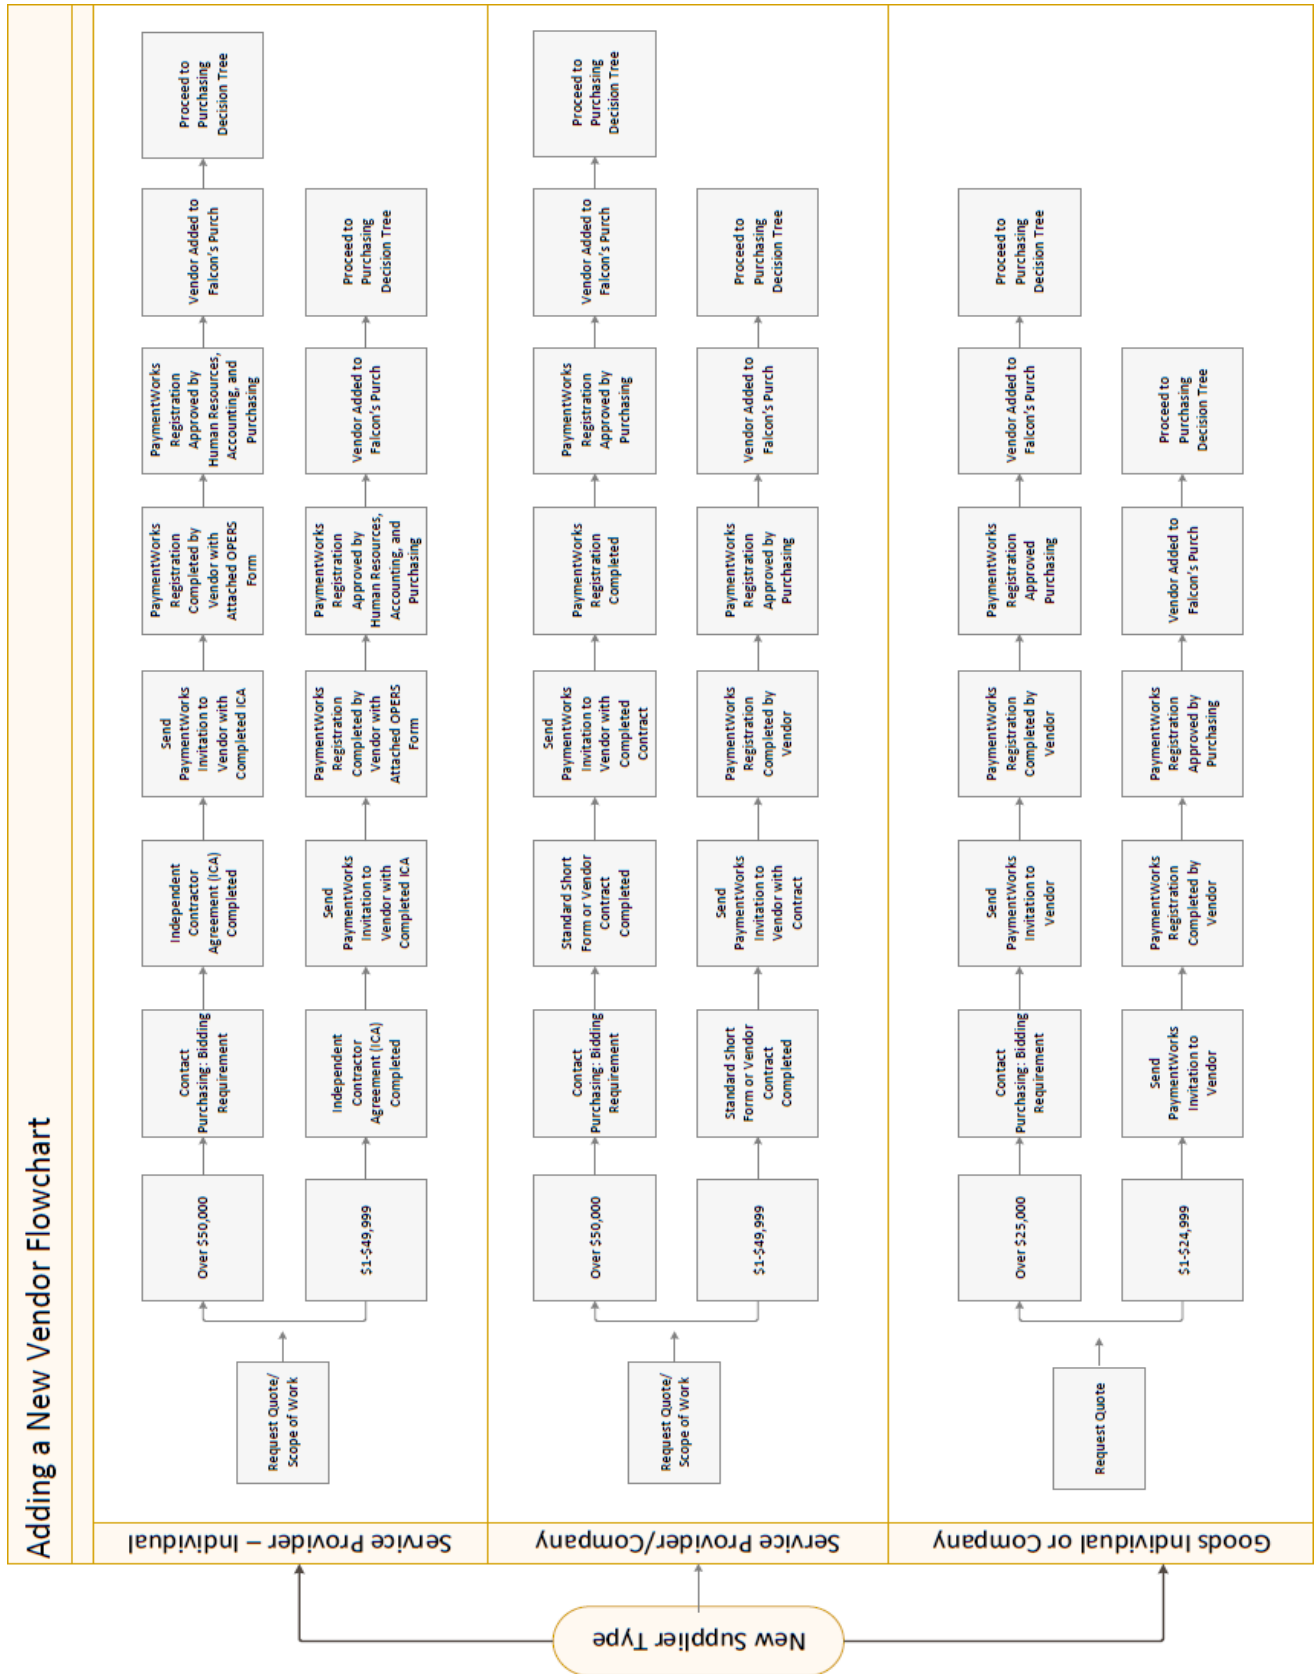 Adding a New Vendor Flowchart
New Supplier Type
Service Provider – Individual
Request Quote/
Scope of Work
Over $50,000
Contact
Purchasing: Bidding
Requirement
Independent
Contractor
Agreement (ICA)
Completed
Send
PaymentWorks
Invitation to
Vendor with
Completed ICA
PaymentWorks
Registration
Completed by
Vendor with
Attached OPERS
Form
PaymentWorks
Registration
Approved by
Human Resources,
Accounting, and
Purchasing
Vendor Added to
Falcon's Purch
Proceed to
Purchasing
Decision Tree
$1-$49,999
Independent
Contractor
Agreement (ICA)
Completed
Send
PaymentWorks
Invitation to
Vendor with
Completed ICA
PaymentWorks
Registration
Completed by
Vendor with
Attached OPERS
Form
PaymentWorks
Registration
Approved by
Human Resources,
Accounting, and
Purchasing
Vendor Added to
Falcon's Purch
Proceed to
Purchasing
Decision Tree
Service Provider/Company
Request Quote/
Scope of Work
Over $50,000
Contact
Purchasing: Bidding
Requirement
Standard Short
Form or Vendor
Contract
Completed
Send
PaymentWorks
Invitation to
Vendor with
Completed
Contract
PaymentWorks
Registration
Completed
PaymentWorks
Registration
Approved by
Purchasing
Vendor Added to
Falcon's Purch
Proceed to
Purchasing
Decision Tree
$1-$49,999
Standard Short
Form or Vendor
Contract
Completed
Send
PaymentWorks
Invitation to
Vendor with
Contract
PaymentWorks
Registration
Completed by
Vendor
PaymentWorks
Registration
Approved by
Purchasing
Vendor Added to
Falcon's Purch
Proceed to
Purchasing
Decision Tree
Goods Individual or Company
Request Quote
Over $25,000
Contact
Purchasing: Bidding
Requirement
Send
PaymentWorks
Invitation to
Vendor
PaymentWorks
Registration
Completed by
Vendor
PaymentWorks
Registration
Approved
Purchasing
Vendor Added to
Falcon's Purch
Proceed to
Purchasing
Decision Tree
$1-$24,999
Send
PaymentWorks
Invitation to
Vendor
PaymentWorks
Registration
Completed by
Vendor
PaymentWorks
Registration
Approved by
Purchasing
Vendor Added to
Falcon's Purch
Proceed to
Purchasing
Decision Tree